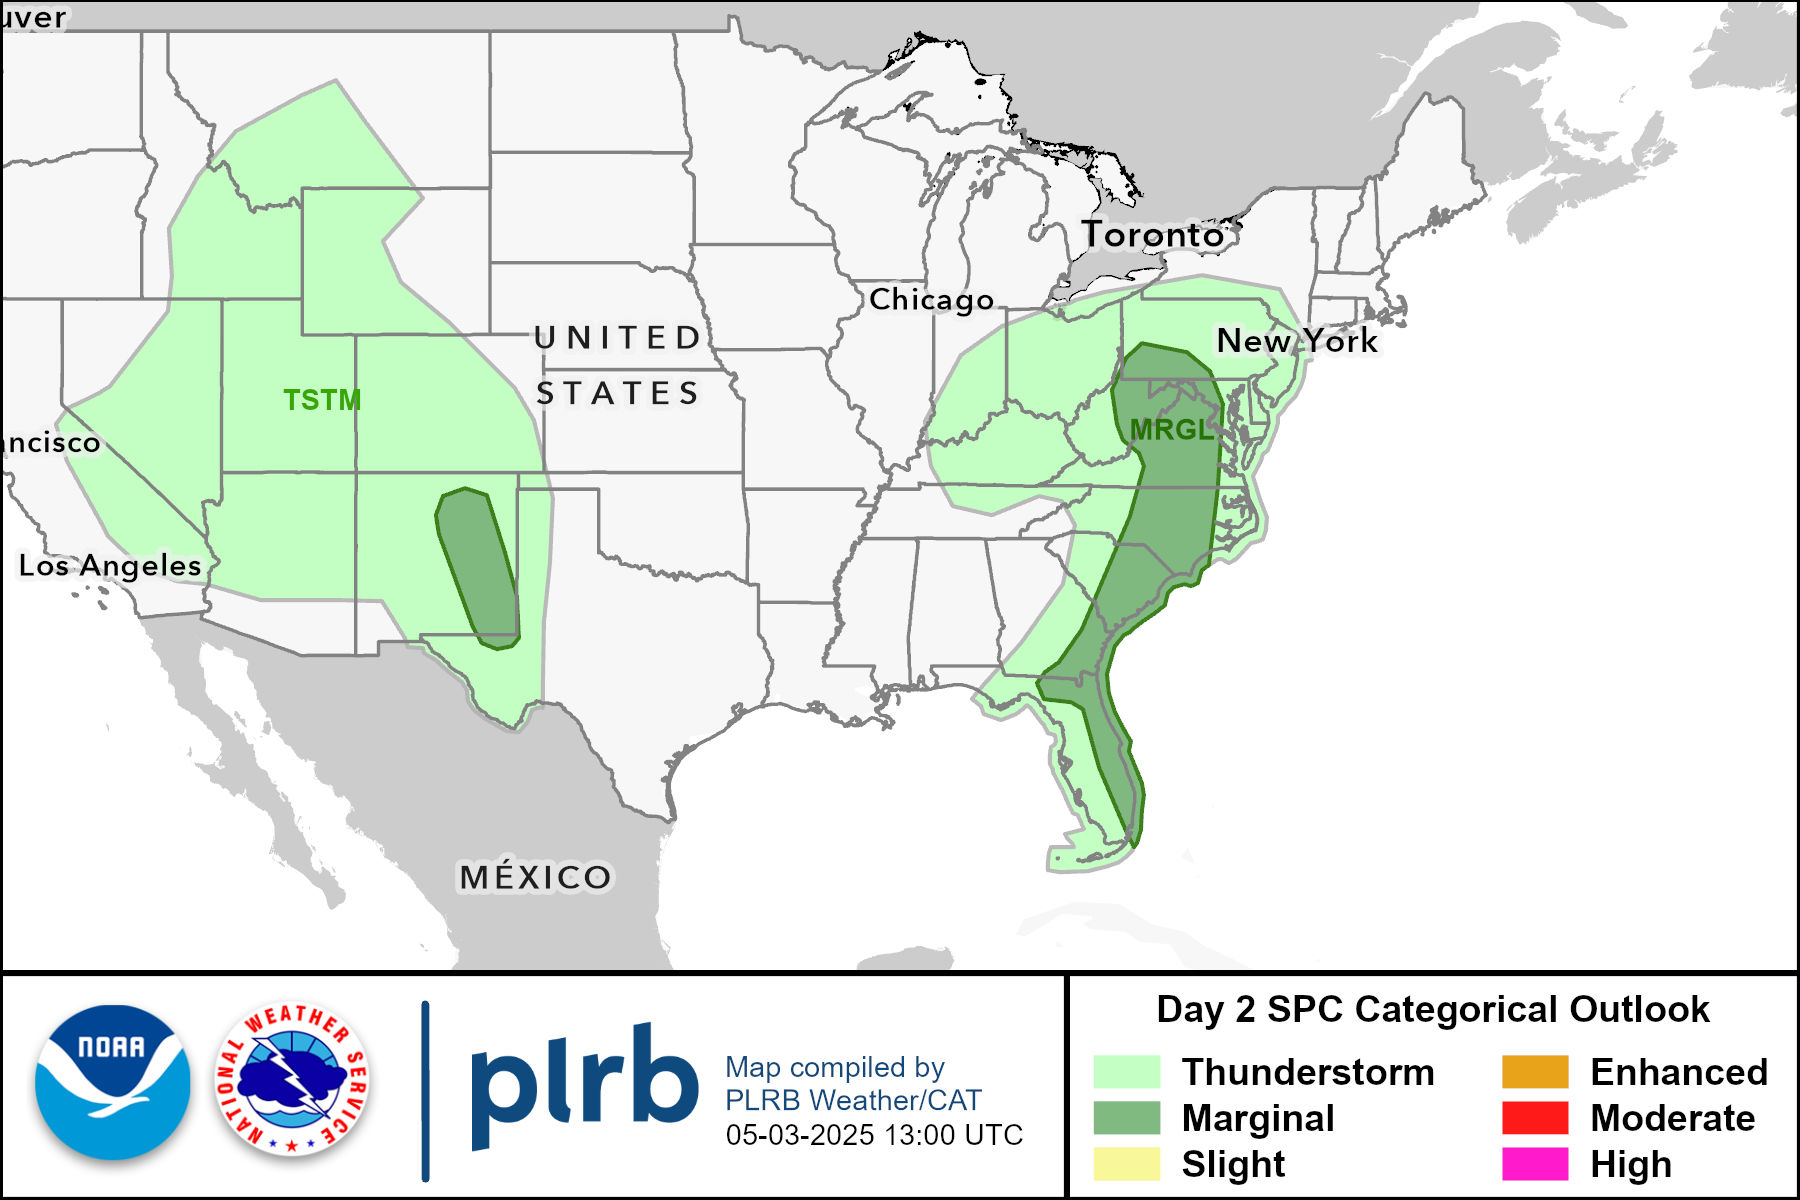 uver
Toronto
Chicago
New York
UNITED
STATES
TSTM
MRGL
ancisco
Los Angeles
MÉXICO
NOAA
NATIONAL WEATHER SERVICE
plrb
Map compiled by
PLRB Weather/CAT
05-03-2025 13:00 UTC
Day 2 SPC Categorical Outlook
Thunderstorm
Marginal
Slight
Enhanced
Moderate
High